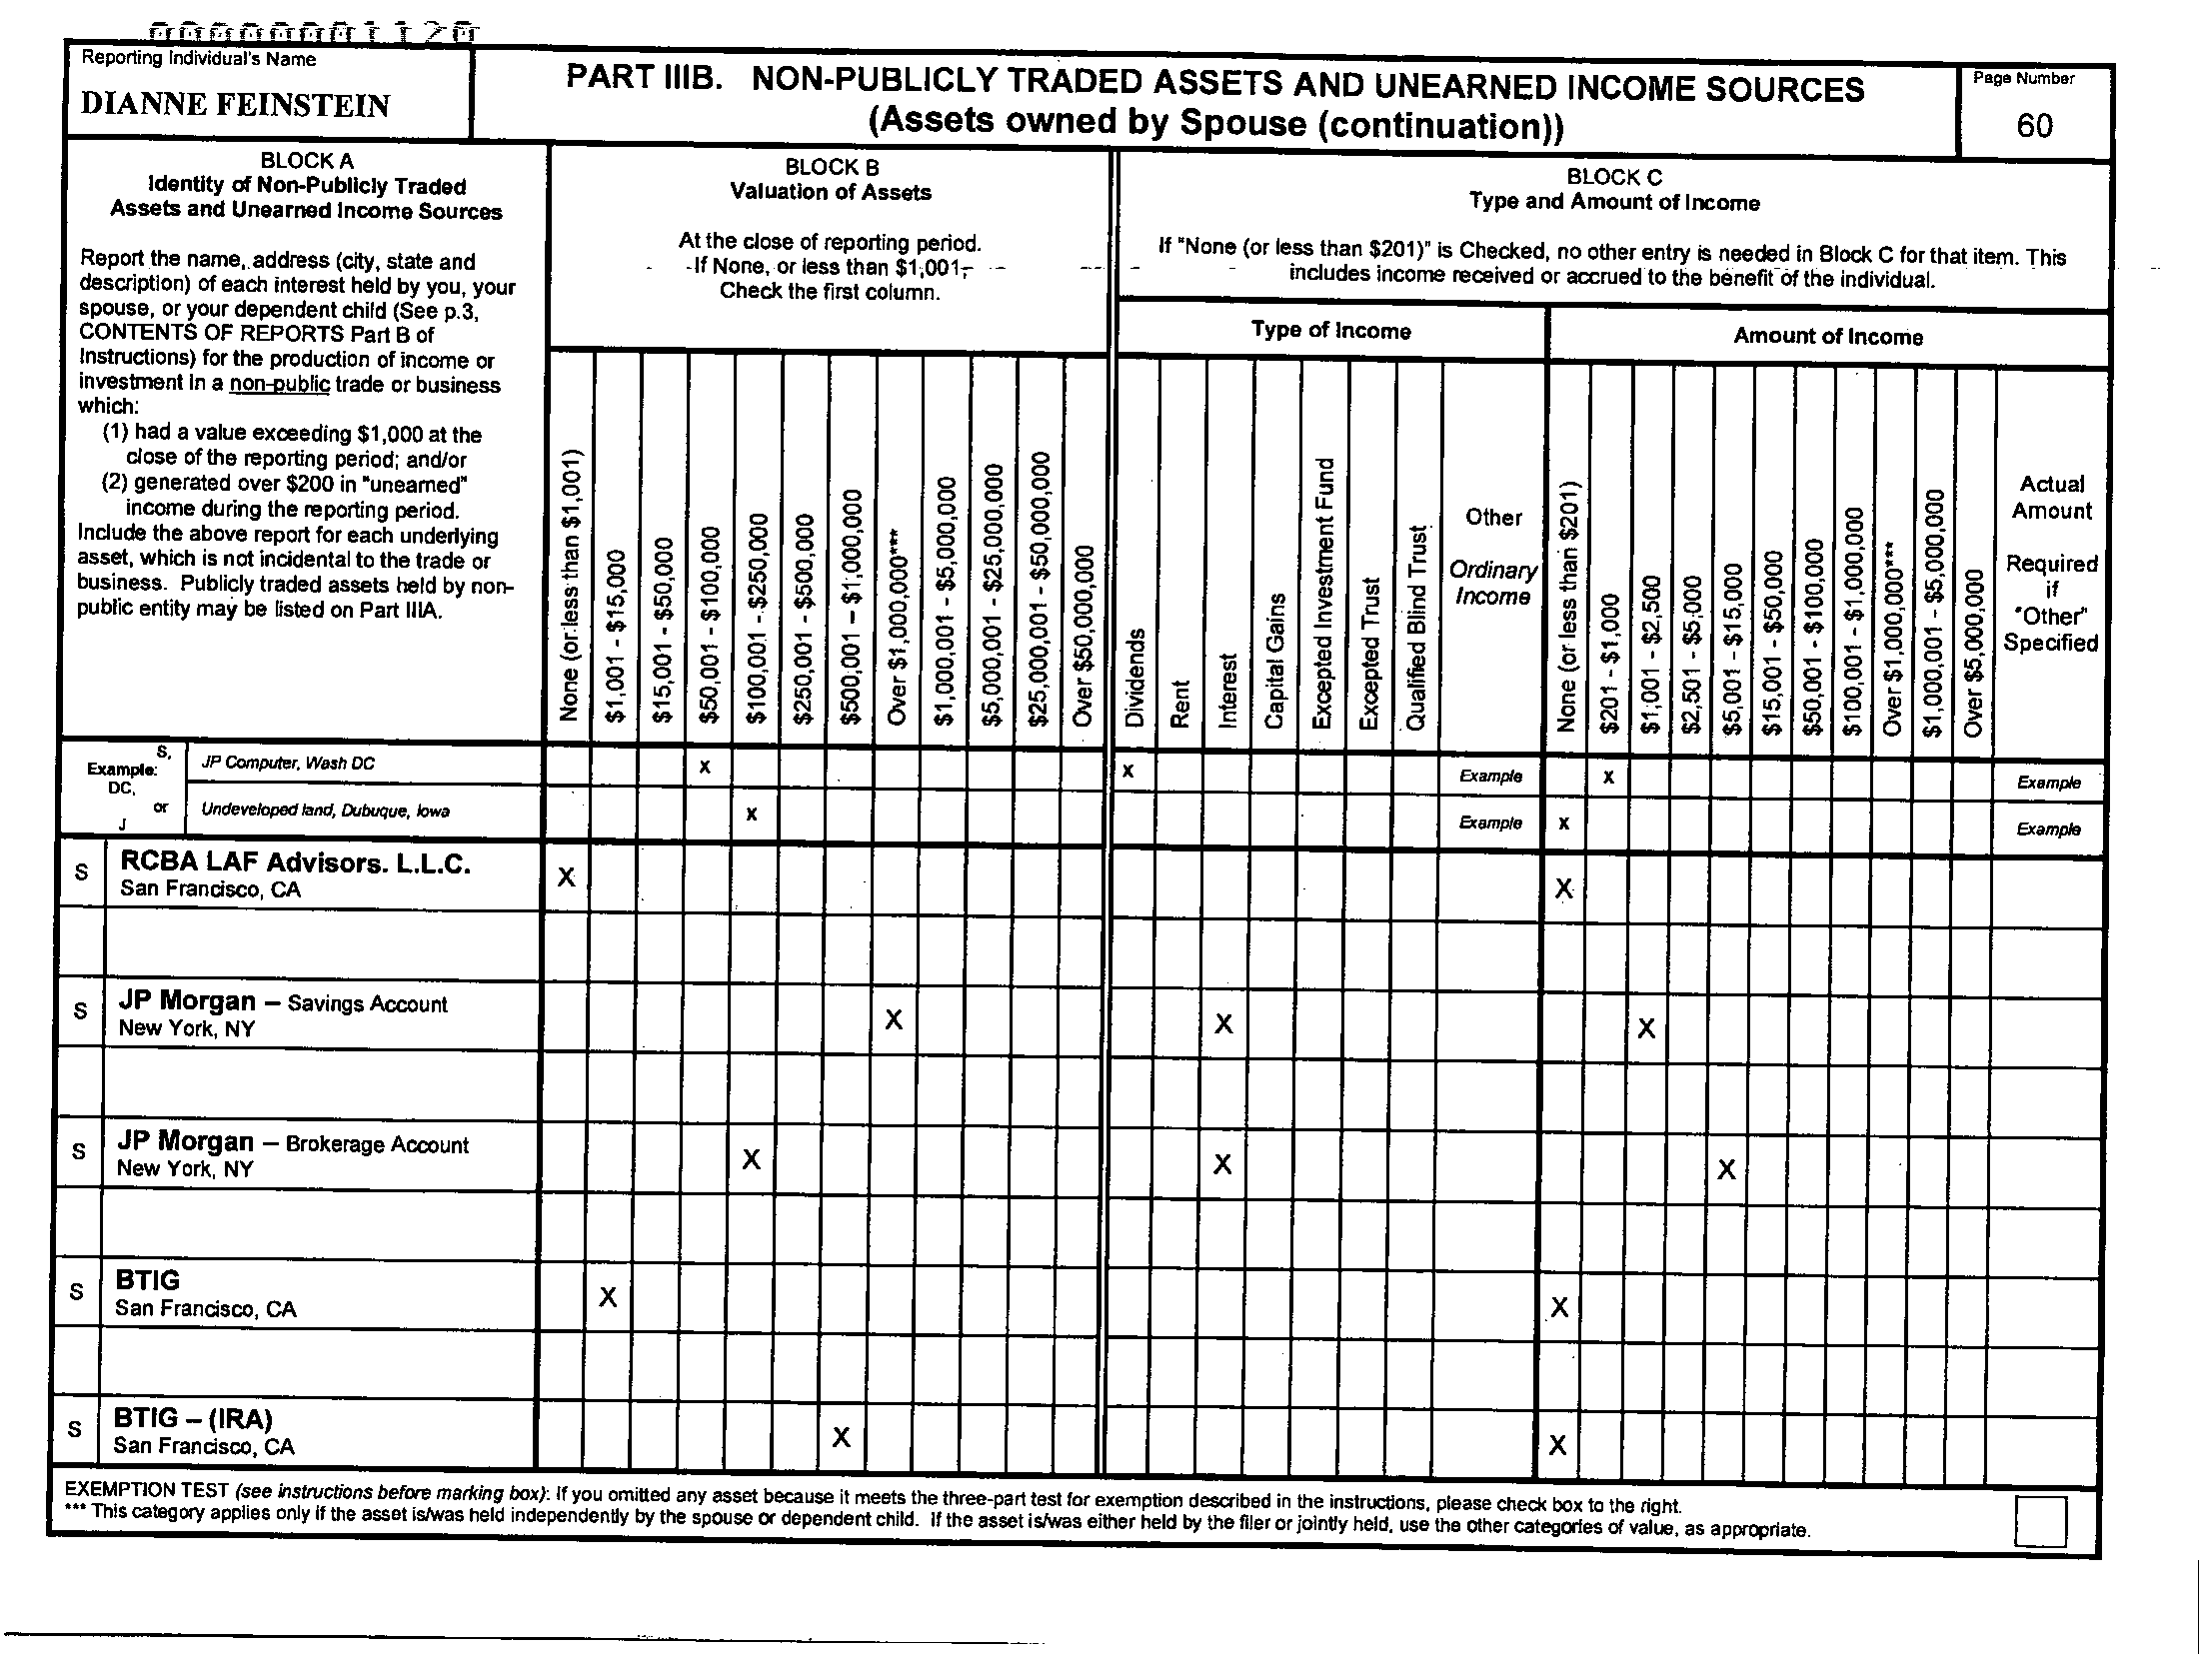 00000001120
Reporting Individual's Name
DIANNE FEINSTEIN
PART IIIB. NON-PUBLICLY TRADED ASSETS AND UNEARNED INCOME SOURCES
(Assets owned by Spouse (continuation))
Page Number
60
BLOCK A
Identity of Non-Publicly Traded
Assets and Unearned Income Sources
Report the name, address (city, state and
description) of each interest held by you, your
spouse, or your dependent child (See p.3,
CONTENTS OF REPORTS Part B of
Instructions) for the production of income or
investment in a non-public trade or business
which:
(1) had a value exceeding $1,000 at the
close of the reporting period; and/or
(2) generated over $200 in "unearned"
income during the reporting period.
Include the above report for each underlying
asset, which is not incidental to the trade or
business. Publicly traded assets held by non-
public entity may be listed on Part IIIA.
BLOCK B
Valuation of Assets
At the close of reporting period.
If None, or less than $1,001,
Check the first column.
None (or less than $1,001)
$1,001 - $15,000
$15,001 - $50,000
$50,001 - $100,000
$100,001 - $250,000
$250,001 - $500,000
$500,001 – $1,000,000
Over $1,000,000***
$1,000,001 - $5,000,000
$5,000,001 - $25,000,000
$25,000,001 - $50,000,000
Over $50,000,000
BLOCK C
Type and Amount of Income
If "None (or less than $201)" is Checked, no other entry is needed in Block C for that item. This
includes income received or accrued to the benefit of the individual.
Type of Income
Dividends
Rent
Interest
Capital Gains
Excepted Investment Fund
Excepted Trust
Qualified Blind Trust
Other
Ordinary
Income
Amount of Income
None (or less than $201)
$201 - $1,000
$1,001 - $2,500
$2,501 - $5,000
$5,001 - $15,000
$15,001 - $50,000
$50,001 - $100,000
$100,001 - $1,000,000
Over $1,000,000***
$1,000,001 - $5,000,000
Over $5,000,000
Actual
Amount
Required
if
"Other"
Specified
S,
Example:
DC,
or
J
JP Computer, Wash DC X X Example X Example
Undeveloped land, Dubuque, Iowa X Example X Example
S RCBA LAF Advisors. L.L.C. X X
San Francisco, CA
S JP Morgan – Savings Account X X X
New York, NY
S JP Morgan – Brokerage Account X X X
New York, NY
S BTIG X X
San Francisco, CA
S BTIG – (IRA) X X
San Francisco, CA
EXEMPTION TEST (see instructions before marking box): If you omitted any asset because it meets the three-part test for exemption described in the instructions, please check box to the right.
*** This category applies only if the asset is/was held independently by the spouse or dependent child. If the asset is/was either held by the filer or jointly held, use the other categories of value, as appropriate.